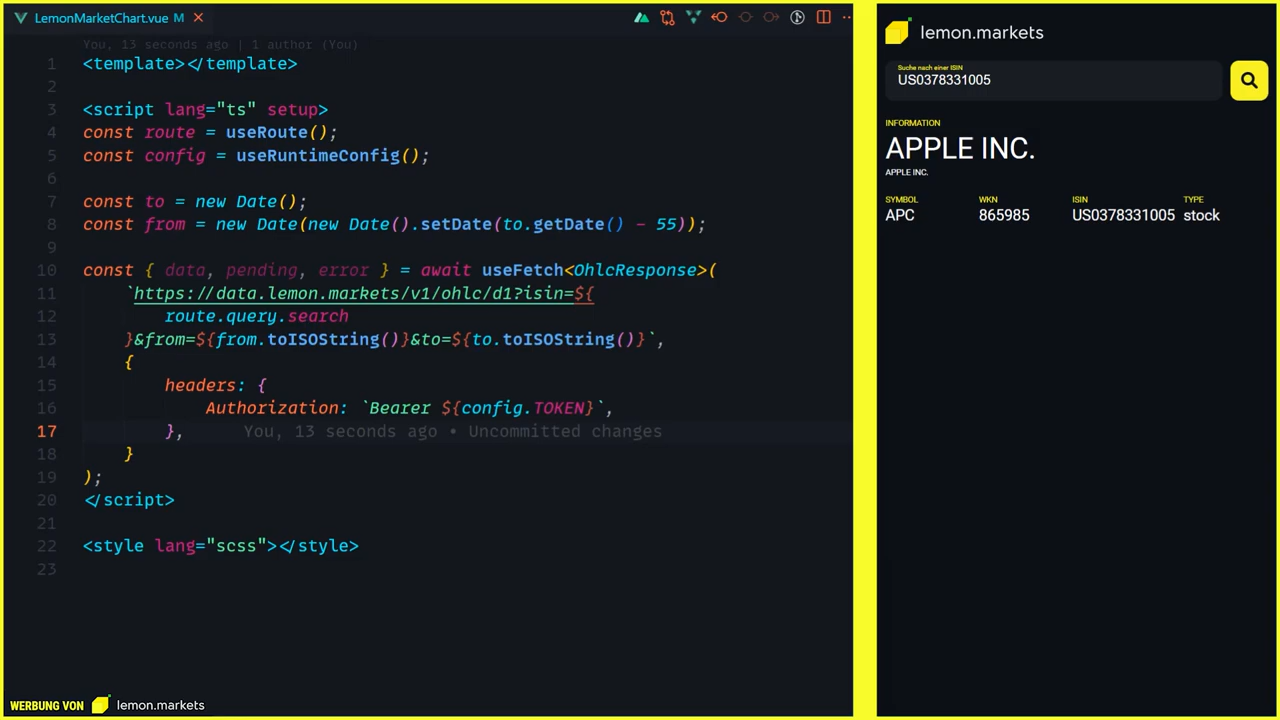 LemonMarketChart.vue M
You, 13 seconds ago | 1 author (You)
1 <template></template>
2
3 <script lang="ts" setup>
4 const route = useRoute();
5 const config = useRuntimeConfig();
6
7 const to = new Date();
8 const from = new Date(new Date().setDate(to.getDate() - 55));
9
10 const { data, pending, error } = await useFetch<OhlcResponse>(
11 `https://data.lemon.markets/v1/ohlc/d1?isin=${
12 route.query.search
13 }&from=${from.toISOString()}&to=${to.toISOString()}`,
14 {
15 headers: {
16 Authorization: `Bearer ${config.TOKEN}`,
17 }, You, 13 seconds ago • Uncommitted changes
18 }
19 );
20 </script>
21
22 <style lang="scss"></style>
23
WERBUNG VON lemon.markets
lemon.markets
Suche nach einer ISIN
US0378331005
INFORMATION
APPLE INC.
APPLE INC.
SYMBOL WKN ISIN TYPE
APC 865985 US0378331005 stock